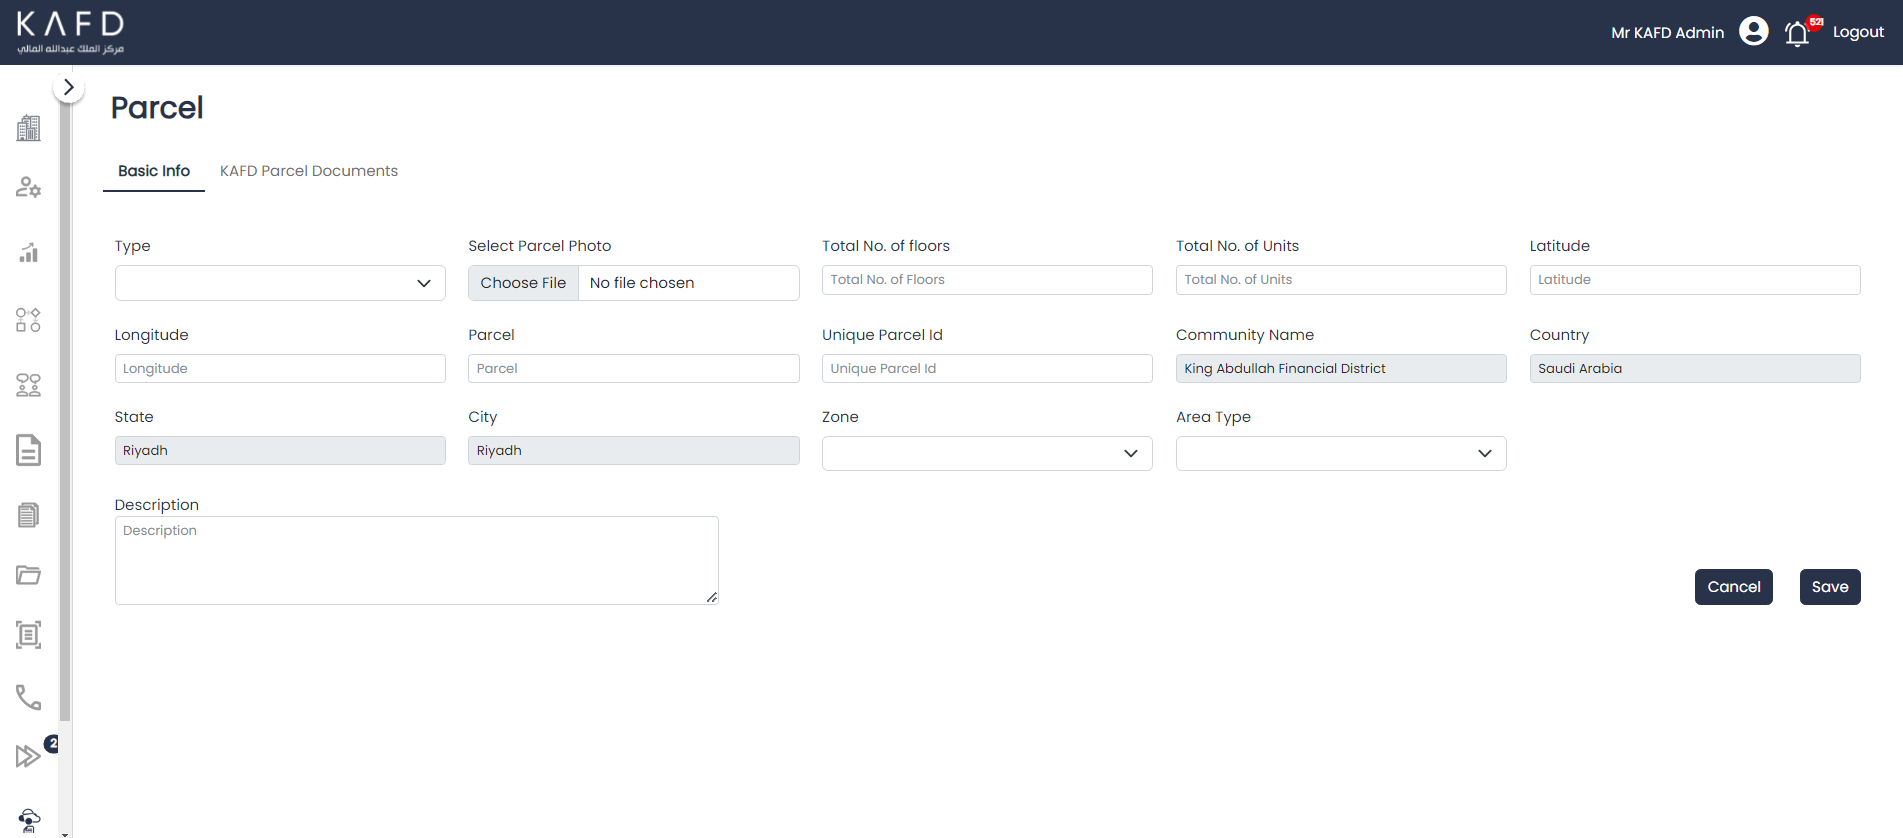 KAFD
مركز الملك عبدالله المالي
Mr KAFD Admin
521
Logout
Parcel
Basic Info
KAFD Parcel Documents
Type
Select Parcel Photo
Total No. of floors
Total No. of Units
Latitude
Choose File
No file chosen
Total No. of Floors
Total No. of Units
Latitude
Longitude
Parcel
Unique Parcel Id
Community Name
Country
Longitude
Parcel
Unique Parcel Id
King Abdullah Financial District
Saudi Arabia
State
City
Zone
Area Type
Riyadh
Riyadh
Description
Description
Cancel
Save
2